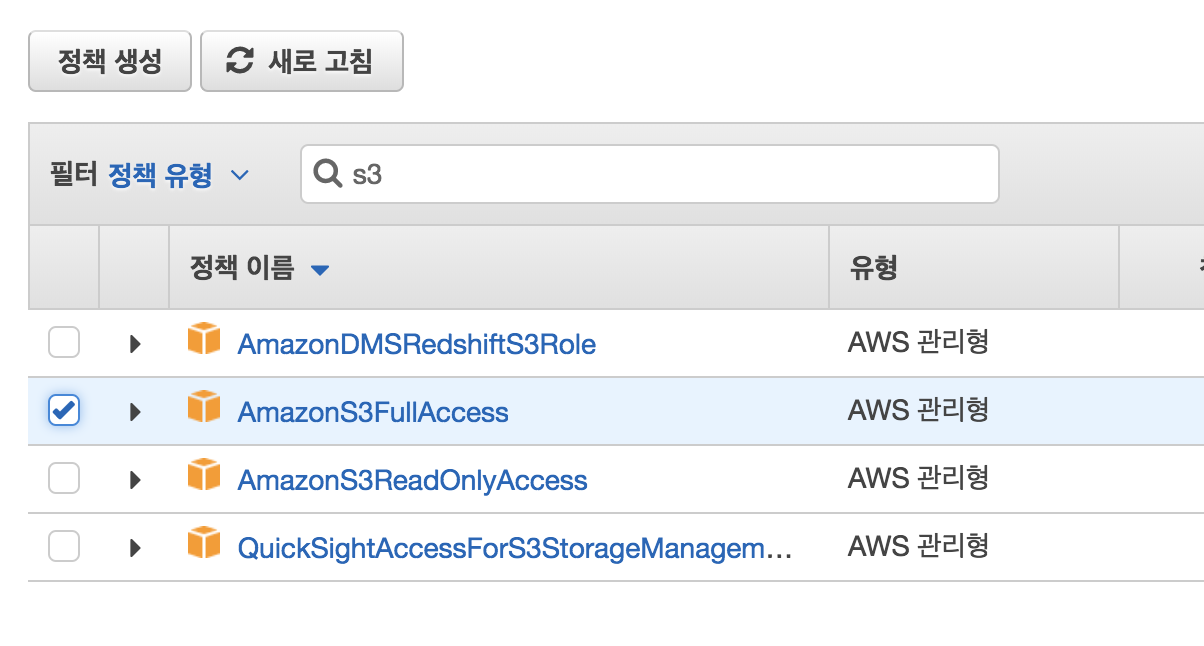 정책 생성 새로 고침
필터 정책 유형 s3
정책 이름 유형
AmazonDMSRedshiftS3Role AWS 관리형
AmazonS3FullAccess AWS 관리형
AmazonS3ReadOnlyAccess AWS 관리형
QuickSightAccessForS3StorageManagem... AWS 관리형